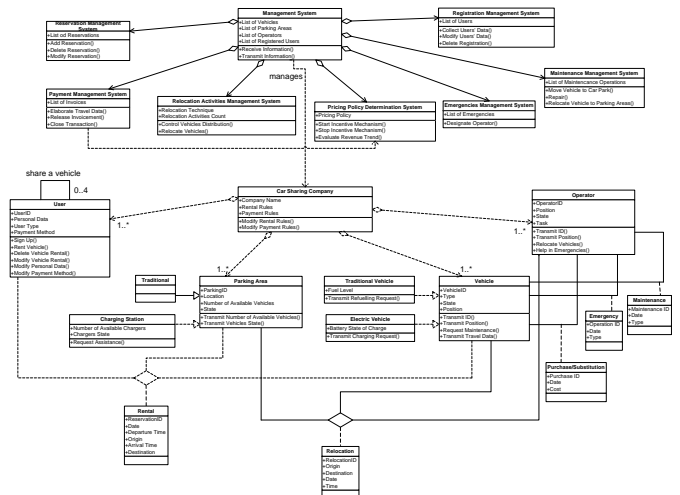 Management System
+List of Vehicles
+List of Parking Areas
+List of Operators
+List of Registered Users
+Receive Information()
+Transmit Information()
Reservation Management
System
+List od Reservations
+Add Reservation()
+Delete Reservation()
+Modify Reservation()
Registration Management System
+List of Users
+Collect Users' Data()
+Modify Users' Data()
+Delete Registration()
Payment Management System
+List of Invoices
+Elaborate Travel Data()
+Release Invoicement()
+Close Transaction()
Relocation Activities Management System
+Relocation Technique
+Relocation Activities Count
+Control Vehicles Distribution()
+Relocate Vehicles()
manages
Pricing Policy Determination System
+Pricing Policy
+Start Incentive Mechanism()
+Stop Incentive Mechanism()
+Evaluate Revenue Trend()
Emergencies Management System
+List of Emergencies
+Designate Operator()
Maintenance Management System
+List of Maintencance Operations
+Move Vehicle to Car Park()
+Repair()
+Relocate Vehicle to Parking Areas()
share a vehicle
0..4
User
+UserID
+Personal Data
+User Type
+Payment Method
+Sign Up()
+Rent Vehicle()
+Delete Vehicle Rental()
+Modify Vehicle Rental()
+Modify Personal Data()
+Modify Payment Method()
1..*
Car Sharing Company
+Company Name
+Rental Rules
+Payment Rules
+Modify Rental Rules()
+Modify Payment Rules()
Operator
+OperatorID
+Position
+State
+Task
+Transmit ID()
+Transmit Position()
+Relocate Vehicles()
+Help in Emergencies()
1..*
1..*
1..*
Traditional
Parking Area
+ParkingID
+Location
+Number of Available Vehicles
+State
+Transmit Number of Available Vehicles()
+Transmit Vehicles State()
Traditional Vehicle
+Fuel Level
+Transmit Refuelling Request()
Vehicle
+VehicleID
+Type
+State
+Position
+Transmit ID()
+Transmit Position()
+Request Maintenance()
+Transmit Travel Data()
Charging Station
+Number of Available Chargers
+Chargers State
+Request Assistance()
Electric Vehicle
+Battery State of Charge
+Transmit Charging Request()
Maintenance
+Maintenance ID
+Date
+Type
Emergency
+Operation ID
+Date
+Type
Purchase/Substitution
+Purchase ID
+Date
+Cost
Rental
+ReservationID
+Date
+Departure Time
+Origin
+Arrival Time
+Destination
Relocation
+RelocationID
+Origin
+Destination
+Date
+Time